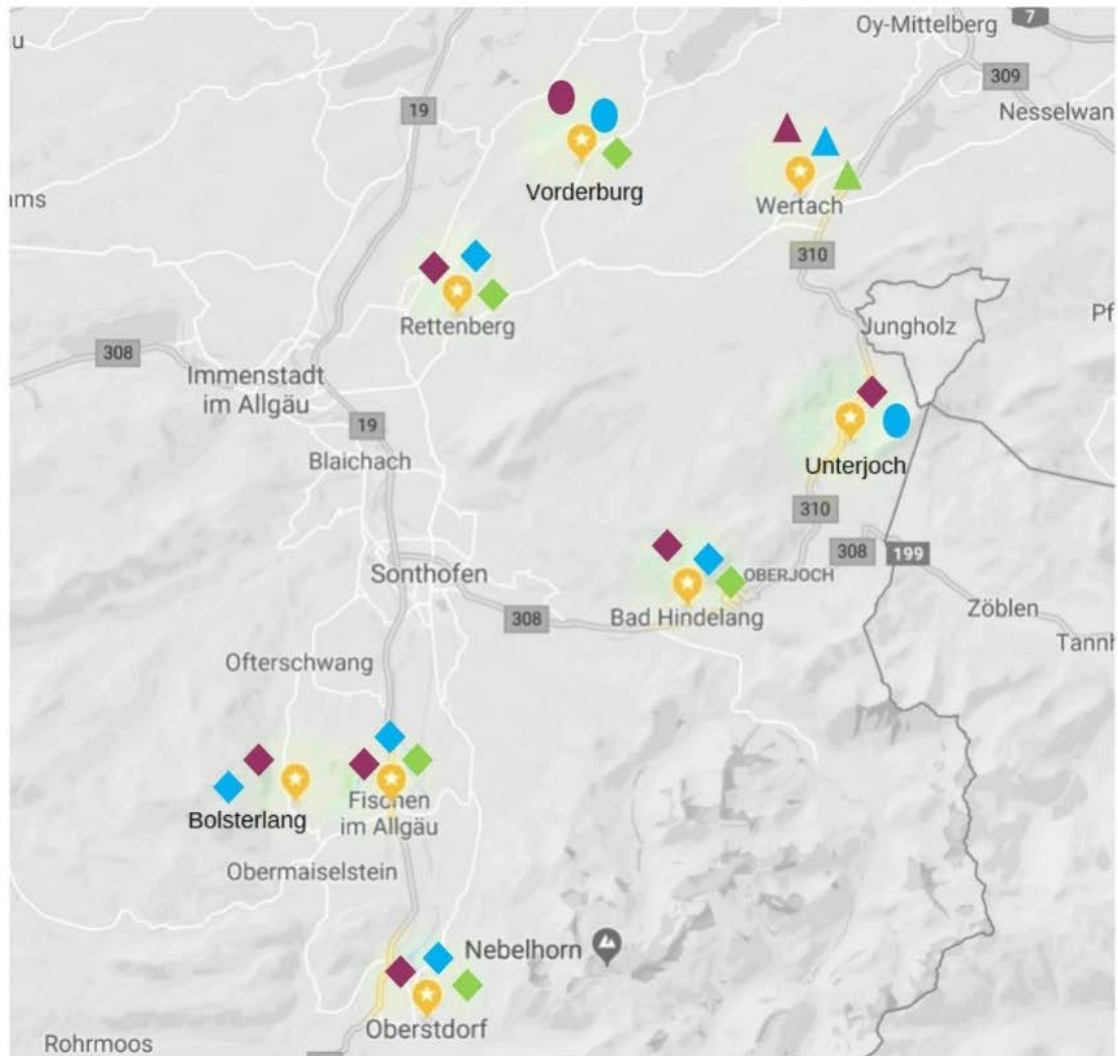 Oy-Mittelberg
7
309
19
Nesselwan
u
Vorderburg
ams
Wertach
310
Rettenberg
Jungholz
Pf
308
Immenstadt
im Allgäu
19
Blaichach
Unterjoch
310
308
199
Sonthofen
OBERJOCH
Bad Hindelang
308
Zöblen
Tannh
Ofterschwang
Fischen
im Allgäu
Bolsterlang
Obermaiselstein
Nebelhorn
Oberstdorf
Rohrmoos